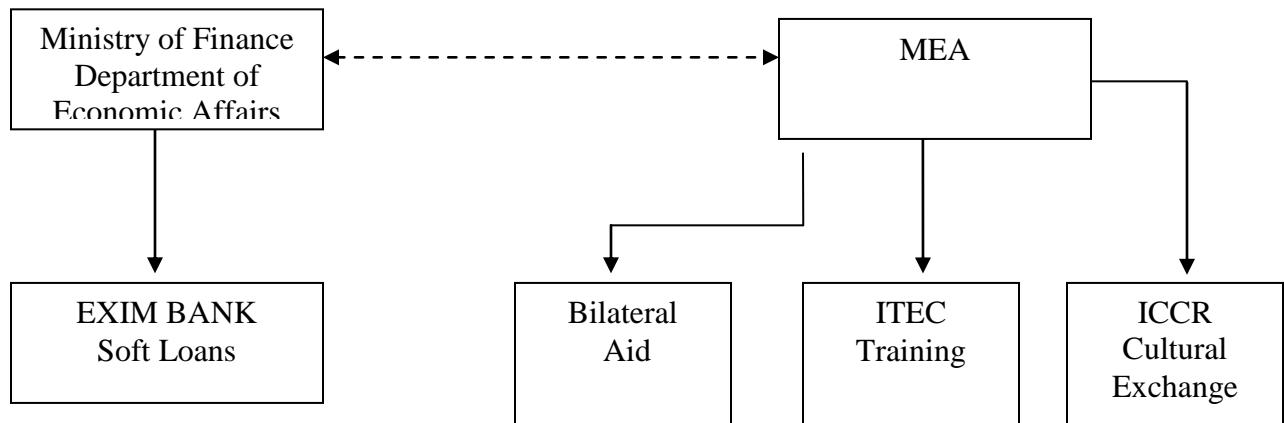 Ministry of Finance
Department of
Economic Affairs
MEA
EXIM BANK
Soft Loans
Bilateral
Aid
ITEC
Training
ICCR
Cultural
Exchange